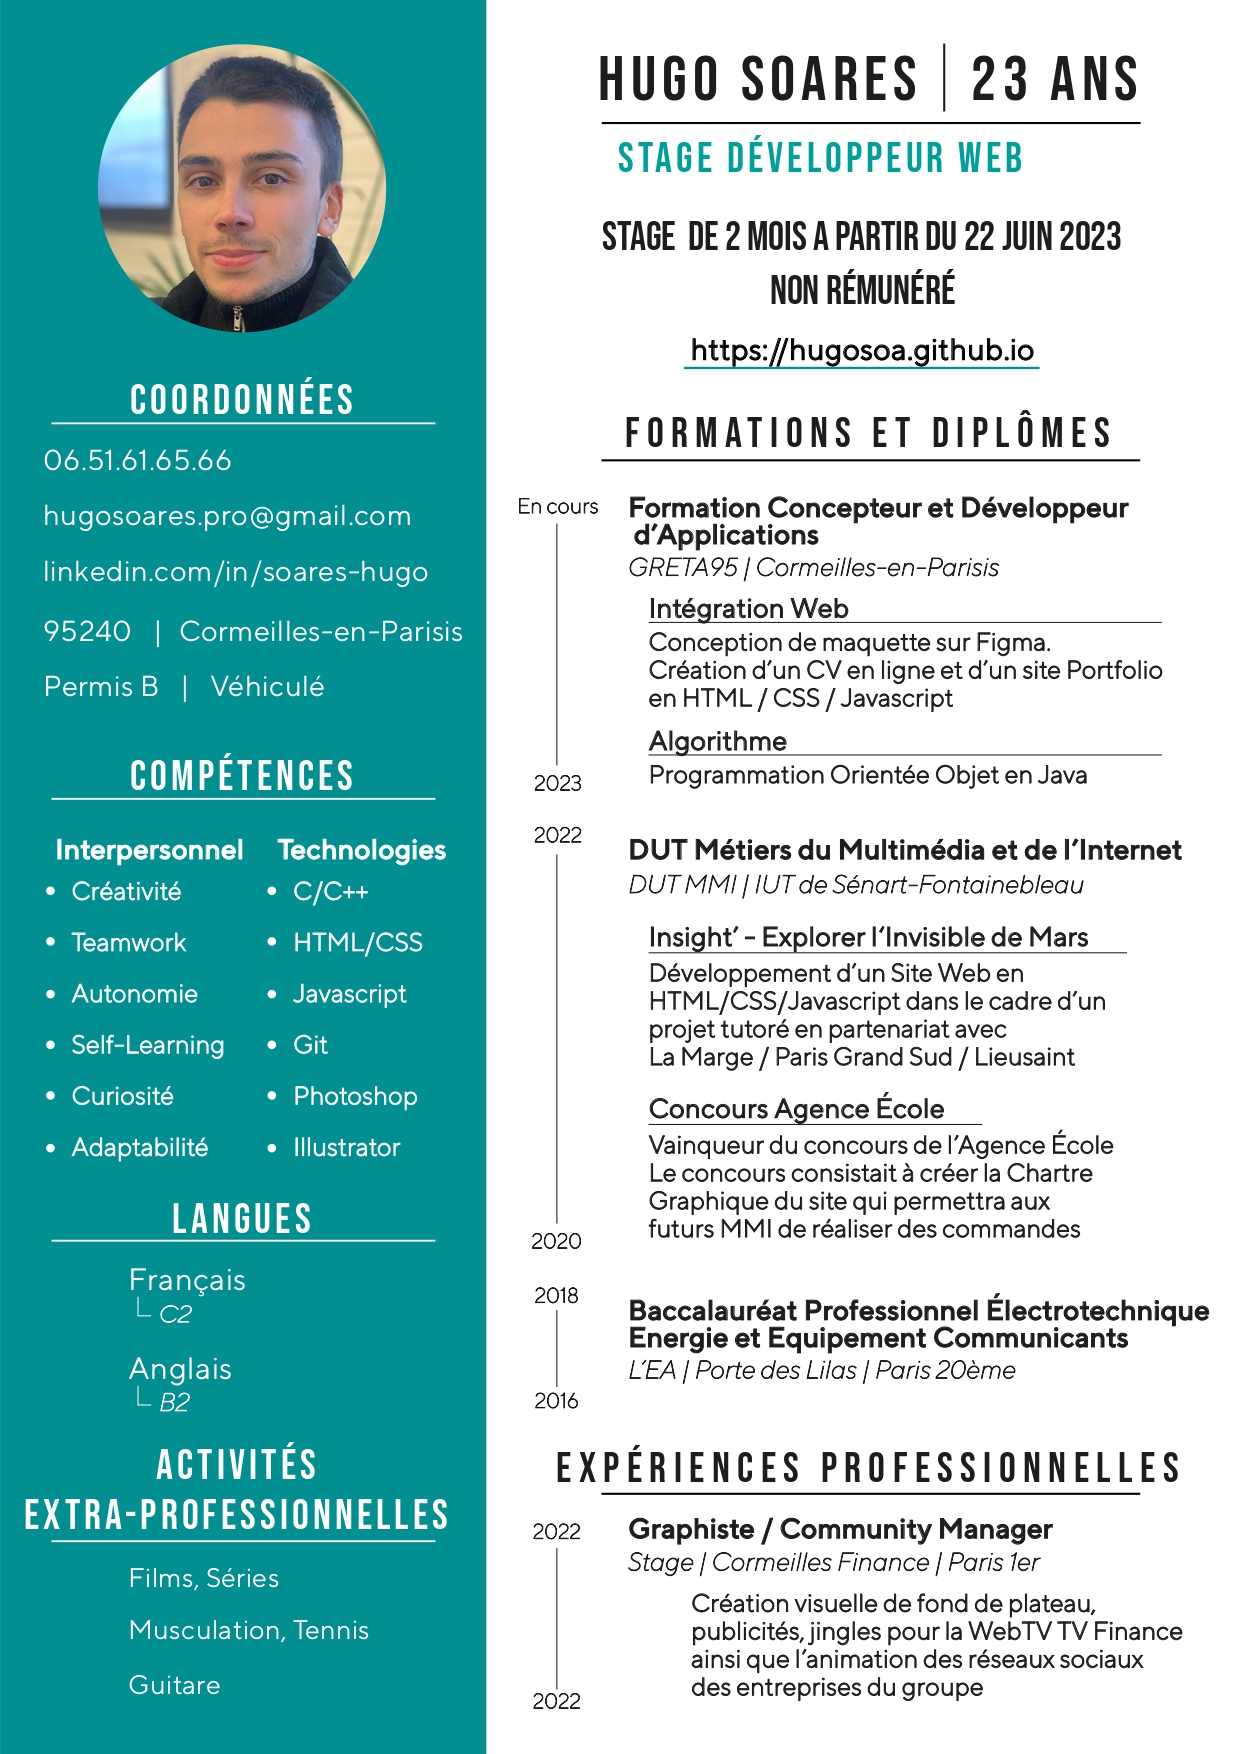 HUGO SOARES | 23 ANS
STAGE DÉVELOPPEUR WEB
STAGE DE 2 MOIS A PARTIR DU 22 JUIN 2023
NON RÉMUNÉRÉ
https://hugosoa.github.io
COORDONNÉES
06.51.61.65.66
hugosoares.pro@gmail.com
linkedin.com/in/soares-hugo
95240 | Cormeilles-en-Parisis
Permis B | Véhiculé
COMPÉTENCES
Interpersonnel
• Créativité
• Teamwork
• Autonomie
• Self-Learning
• Curiosité
• Adaptabilité
Technologies
• C/C++
• HTML/CSS
• Javascript
• Git
• Photoshop
• Illustrator
LANGUES
Français
C2
Anglais
B2
ACTIVITÉS
EXTRA-PROFESSIONNELLES
Films, Séries
Musculation, Tennis
Guitare
FORMATIONS ET DIPLÔMES
En cours
Formation Concepteur et Développeur
d’Applications
GRETA95 | Cormeilles-en-Parisis
Intégration Web
Conception de maquette sur Figma.
Création d’un CV en ligne et d’un site Portfolio
en HTML / CSS / Javascript
Algorithme
Programmation Orientée Objet en Java
2023
2022
DUT Métiers du Multimédia et de l’Internet
DUT MMI | IUT de Sénart-Fontainebleau
Insight’ - Explorer l’Invisible de Mars
Développement d’un Site Web en
HTML/CSS/Javascript dans le cadre d’un
projet tutoré en partenariat avec
La Marge / Paris Grand Sud / Lieusaint
Concours Agence École
Vainqueur du concours de l’Agence École
Le concours consistait à créer la Chartre
Graphique du site qui permettra aux
futurs MMI de réaliser des commandes
2020
2018
Baccalauréat Professionnel Électrotechnique
Energie et Equipement Communicants
L’EA | Porte des Lilas | Paris 20ème
2016
EXPÉRIENCES PROFESSIONNELLES
2022
Graphiste / Community Manager
Stage | Cormeilles Finance | Paris 1er
Création visuelle de fond de plateau,
publicités, jingles pour la WebTV TV Finance
ainsi que l’animation des réseaux sociaux
des entreprises du groupe
2022